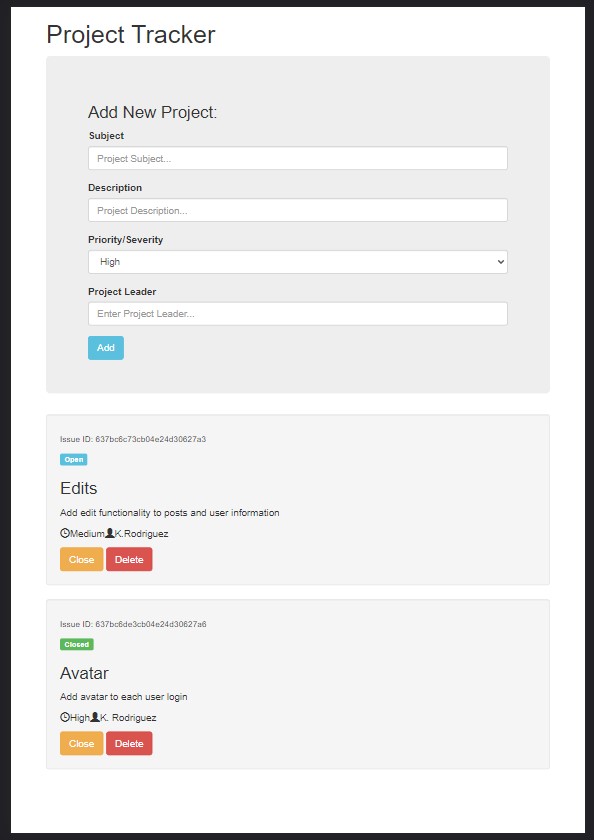 Project Tracker
Add New Project:
Subject
Project Subject...
Description
Project Description...
Priority/Severity
High
Project Leader
Enter Project Leader...
Add
Issue ID: 637bc6c73cb04e24d30627a3
Open
Edits
Add edit functionality to posts and user information
MediumK.Rodriguez
Close Delete
Issue ID: 637bc6de3cb04e24d30627a6
Closed
Avatar
Add avatar to each user login
HighK. Rodriguez
Close Delete